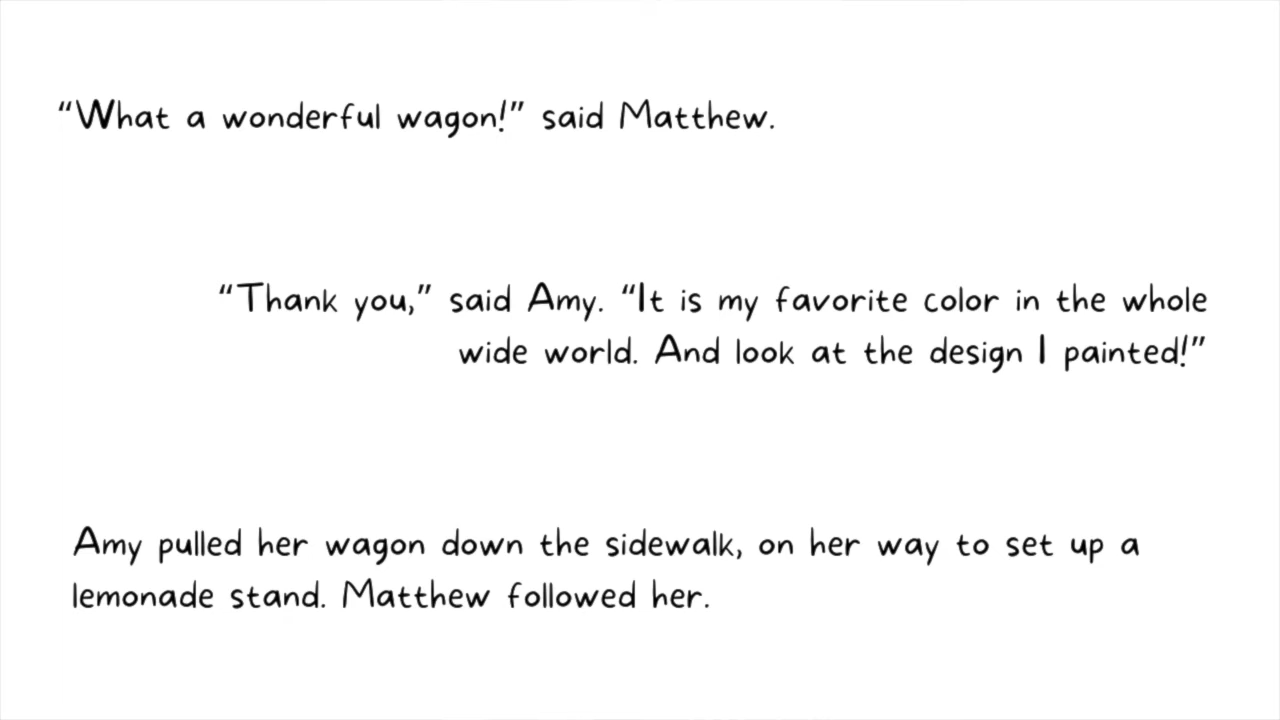 “What a wonderful wagon!” said Matthew.
“Thank you,” said Amy. “It is my favorite color in the whole
wide world. And look at the design I painted!”
Amy pulled her wagon down the sidewalk, on her way to set up a
lemonade stand. Matthew followed her.